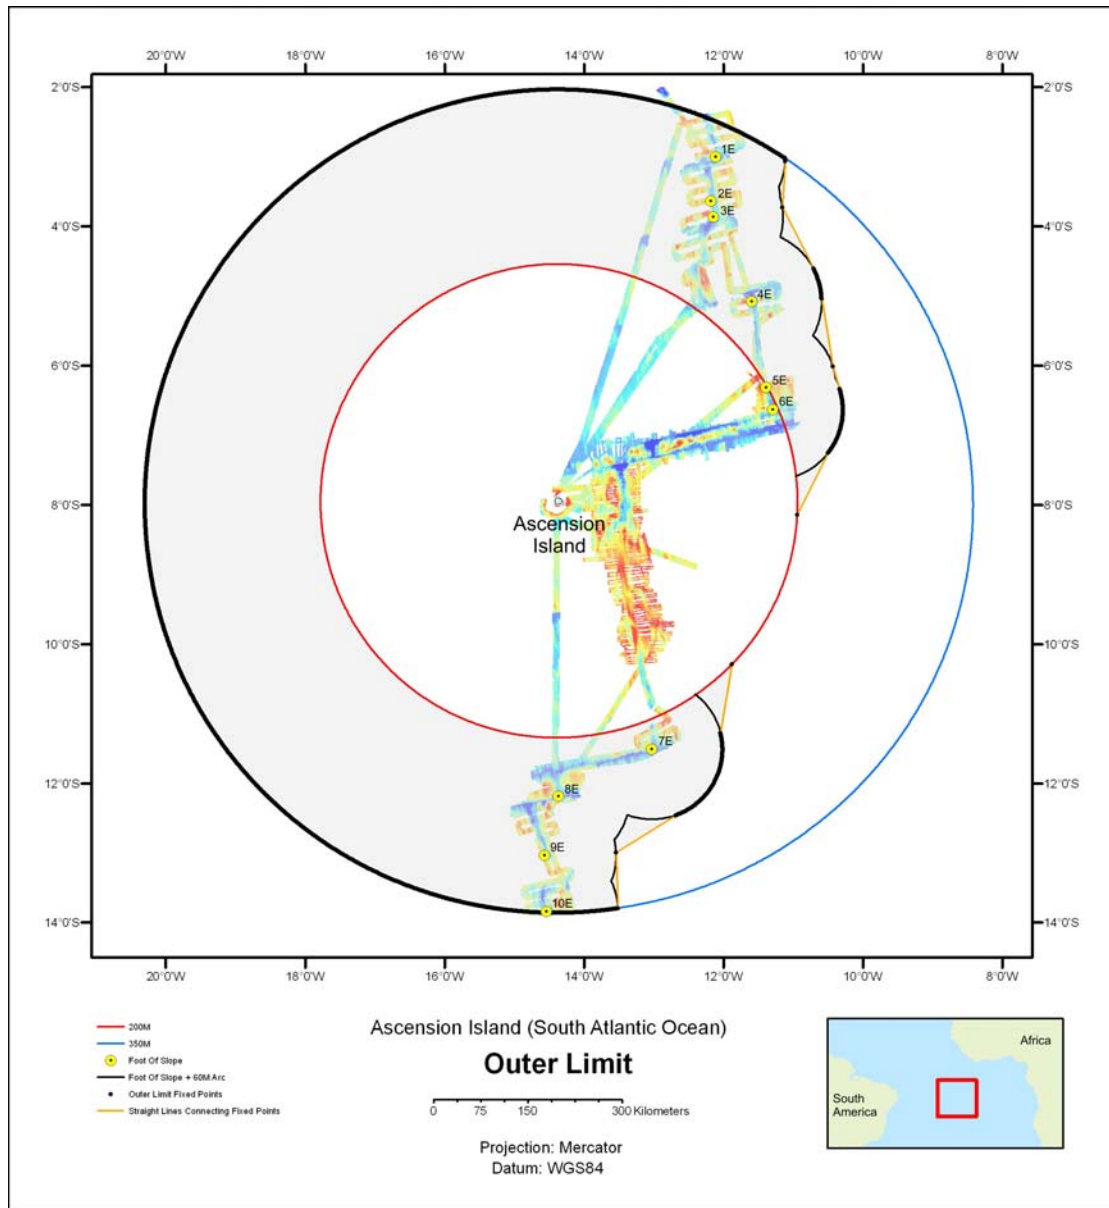 20°0'W 18°0'W 16°0'W 14°0'W 12°0'W 10°0'W 8°0'W
2°0'S 2°0'S
1E
2E
3E
4°0'S 4°0'S
4E
6°0'S 6°0'S
5E
6E
8°0'S 8°0'S
Ascension
Island
10°0'S 10°0'S
7E
12°0'S 12°0'S
8E
9E
10E
14°0'S 14°0'S
20°0'W 18°0'W 16°0'W 14°0'W 12°0'W 10°0'W 8°0'W
200M
350M
Foot Of Slope
Foot Of Slope + 60M Arc
Outer Limit Fixed Points
Straight Lines Connecting Fixed Points
Ascension Island (South Atlantic Ocean)
Outer Limit
0 75 150 300 Kilometers
Projection: Mercator
Datum: WGS84
Africa
South
America